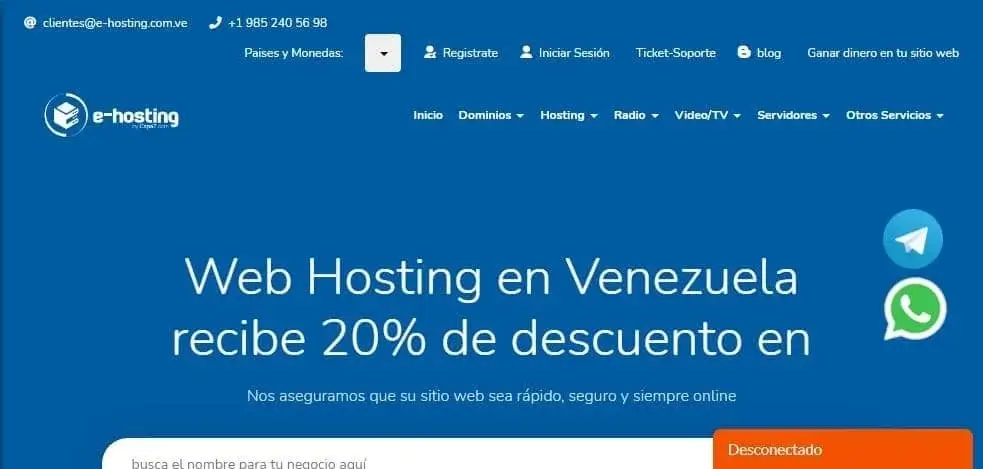 clientes@e-hosting.com.ve +1 985 240 56 98
Paises y Monedas: Registrate Iniciar Sesión Ticket-Soporte blog Ganar dinero en tu sitio web
e-hosting
by Capa7.com
Inicio Dominios Hosting Radio Video/TV Servidores Otros Servicios
Web Hosting en Venezuela
recibe 20% de descuento en
Nos aseguramos que su sitio web sea rápido, seguro y siempre online
busca el nombre para tu negocio aquí
Desconectado